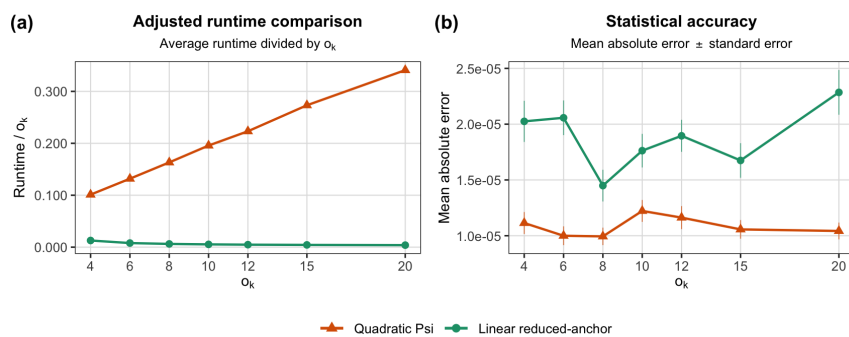 (a)
Adjusted runtime comparison
Average runtime divided by oₖ
Runtime / oₖ
0.300
0.200
0.100
0.000
4 6 8 10 12 15 20
oₖ
(b)
Statistical accuracy
Mean absolute error ± standard error
Mean absolute error
2.5e-05
2.0e-05
1.5e-05
1.0e-05
4 6 8 10 12 15 20
oₖ
Quadratic Psi Linear reduced-anchor